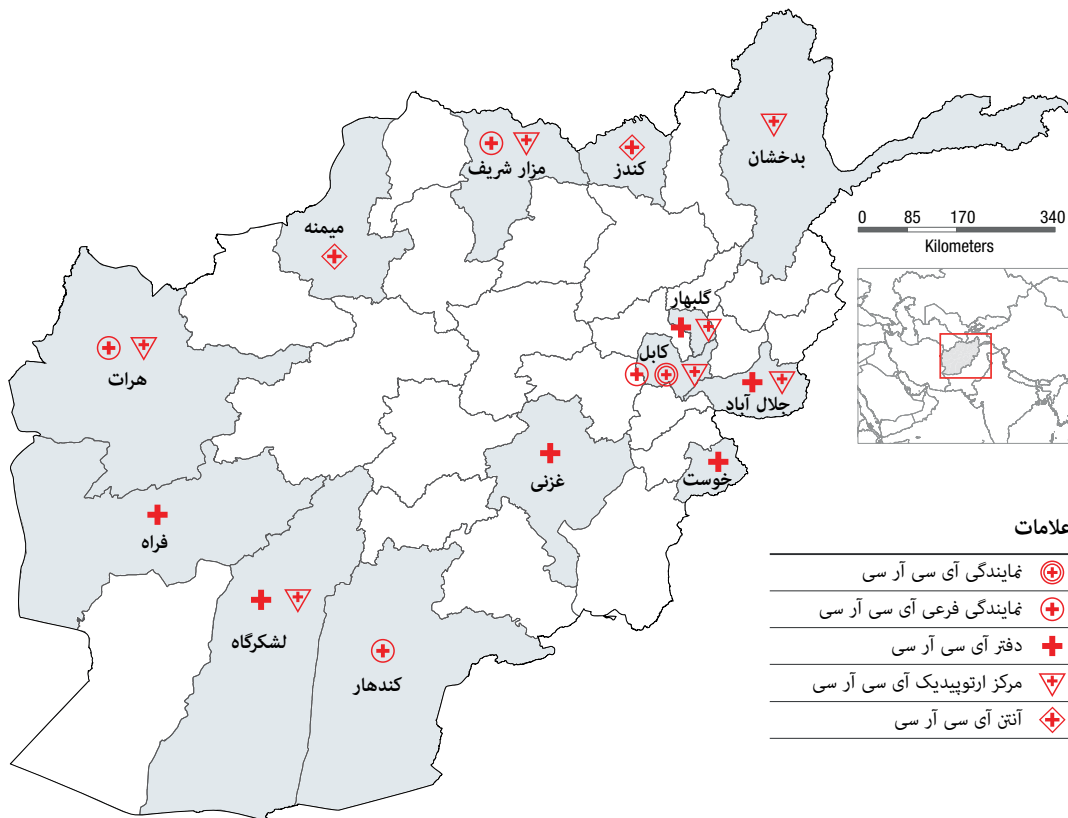 بدخشان
مزار شریف
کندز
میمنه
0 85 170 340
Kilometers
گلبهار
کابل
جلال آباد
هرات
غزنی
خوست
فراه
لشکرگاه
کندهار
علامات
نمایندگی آی سی آر سی
نمایندگی فرعی آی سی آر سی
دفتر آی سی آر سی
مرکز ارتوپیدیک آی سی آر سی
آنتن آی سی آر سی